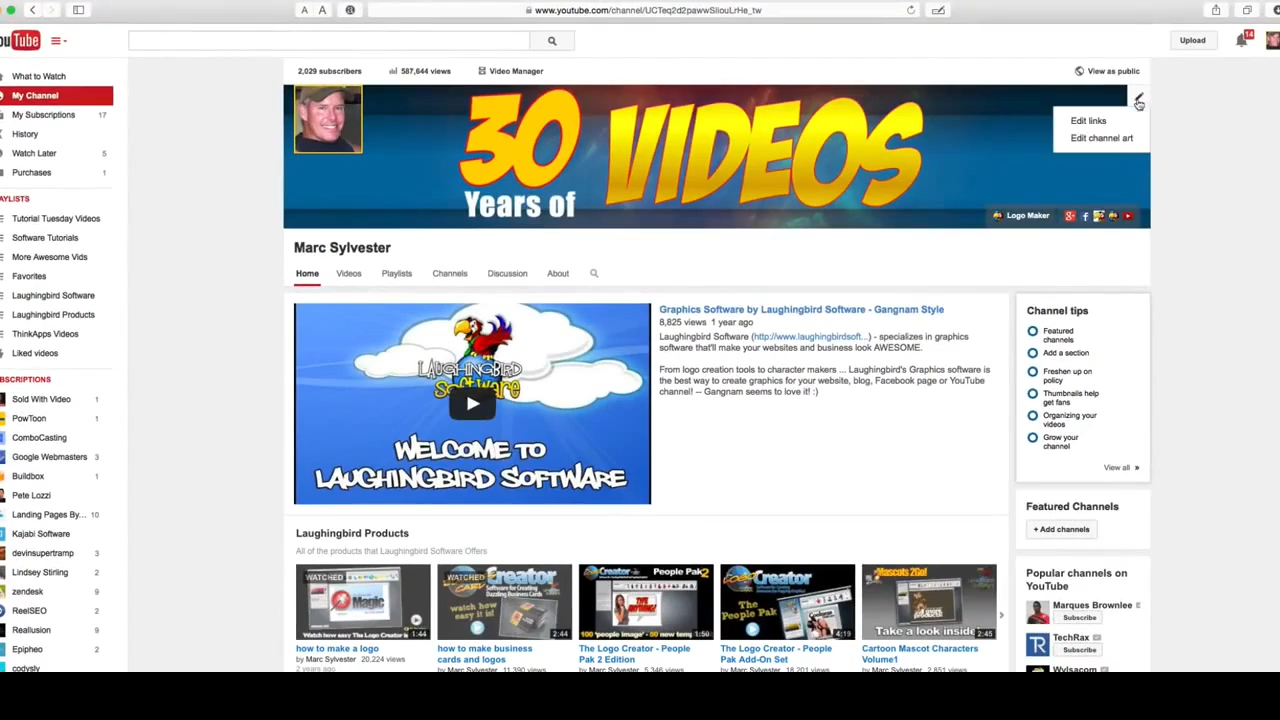 A A
www.youtube.com/channel/UCTeq2d2pawwSIiouLrHe_tw
Upload
14
What to Watch
My Channel
My Subscriptions 17
History
Watch Later 5
Purchases 1
Tutorial Tuesday Videos
Software Tutorials
More Awesome Vids
Favorites
Laughingbird Software
Laughingbird Products
ThinkApps Videos
Liked videos
Sold With Video 1
PowToon 1
ComboCasting
Google Webmasters 3
Buildbox 1
Pete Lozzi
Landing Pages By... 10
Kajabi Software
devinsupertramp 3
Lindsey Stirling 2
zendesk 9
ReelSEO 2
Reallusion 9
Epipheo 2
codysly
2,029 subscribers 587,644 views Video Manager View as public
30 VIDEOS
Years of
Edit links
Edit channel art
Logo Maker
Marc Sylvester
Home Videos Playlists Channels Discussion About
LAUGHINGBIRD
SOFTWARE
WELCOME TO
LAUGHINGBIRD SOFTWARE
Graphics Software by Laughingbird Software - Gangnam Style
8,825 views 1 year ago
Laughingbird Software (http://www.laughingbirdsoft...) - specializes in graphics
software that'll make your websites and business look AWESOME.
From logo creation tools to character makers ... Laughingbird's Graphics software is
the best way to create graphics for your website, blog, Facebook page or YouTube
channel! -- Gangnam seems to love it! :)
Channel tips
Featured
channels
Add a section
Freshen up on
policy
Thumbnails help
get fans
Organizing your
videos
Grow your
channel
View all »
Featured Channels
+ Add channels
Popular channels on
YouTube
Marques Brownlee
Subscribe
TechRax
Subscribe
Wylsacom
Laughingbird Products
All of the products that Laughingbird Software Offers
WATCHED
Magic
Watch how easy The Logo Creator
1:44
how to make a logo
by Marc Sylvester 20,224 views
2 years ago
WATCHED
Creator
Software for Creating
Dazzling Business Cards
watch how
easy it is!
2:44
how to make business
cards and logos
by Marc Sylvester 11,390 views
Creator People Pak2
100 'people image' - 50 new
1:50
The Logo Creator - People
Pak 2 Edition
by Marc Sylvester 5,346 views
Creator
The People Pak
4:19
The Logo Creator - People
Pak Add-On Set
by Marc Sylvester 18,201 views
Mascots 2Go!
Take a look inside
2:45
Cartoon Mascot Characters
Volume1
by Marc Sylvester 2,851 views